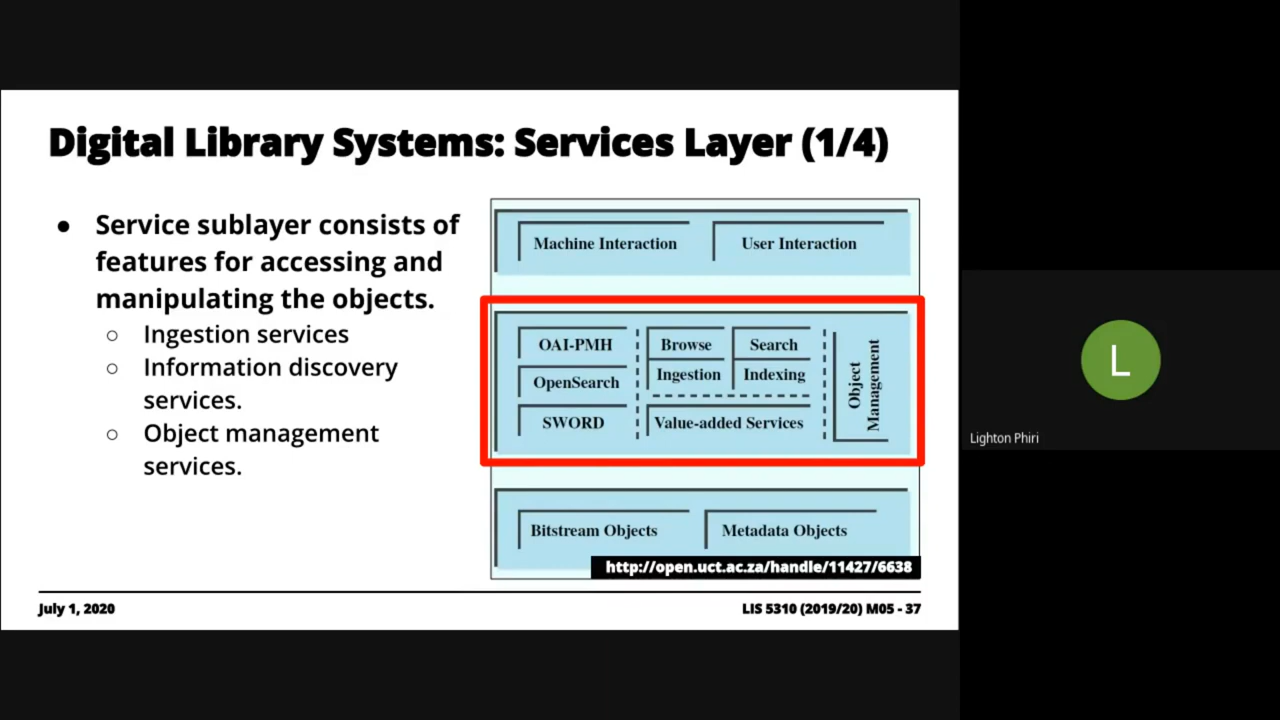 Digital Library Systems: Services Layer (1/4)
● Service sublayer consists of
features for accessing and
manipulating the objects.
○ Ingestion services
○ Information discovery
services.
○ Object management
services.
Machine Interaction
User Interaction
OAI-PMH
OpenSearch
SWORD
Browse
Search
Ingestion
Indexing
Value-added Services
Object
Management
Bitstream Objects
Metadata Objects
http://open.uct.ac.za/handle/11427/6638
July 1, 2020
LIS 5310 (2019/20) M05 - 37
L
Lighton Phiri